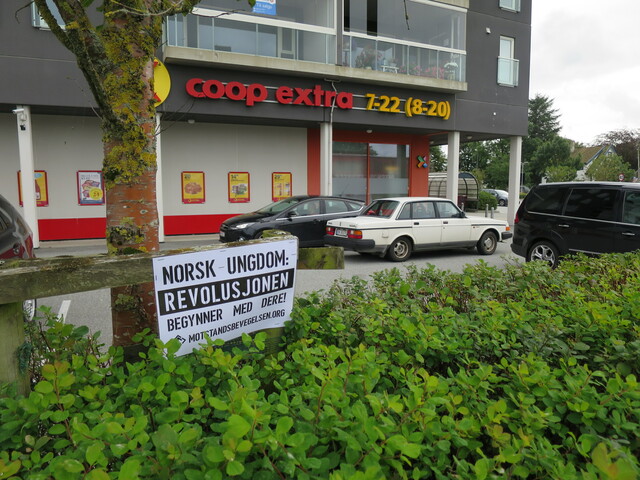 coop extra 7-22 (8-20)
NORSK UNGDOM:
REVOLUSJONEN
BEGYNNER MED DERE!
MOTSTANDSBEVEGELSEN.ORG